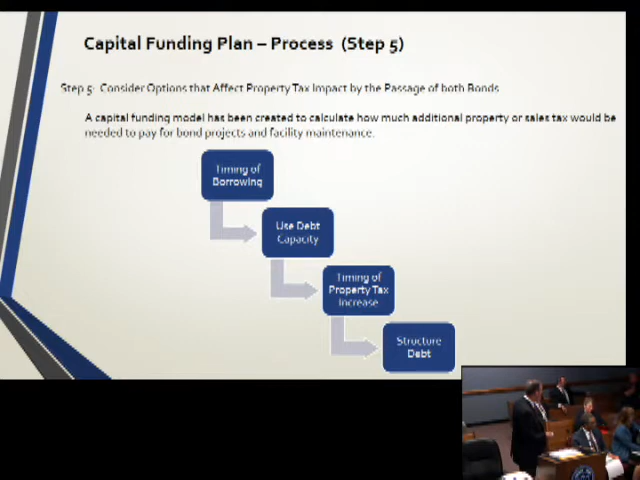 Capital Funding Plan – Process (Step 5)
Step 5: Consider Options that Affect Property Tax Impact by the Passage of both Bonds
A capital funding model has been created to calculate how much additional property or sales tax would be
needed to pay for bond projects and facility maintenance.
Timing of
Borrowing
Use Debt
Capacity
Timing of
Property Tax
Increase
Structure
Debt